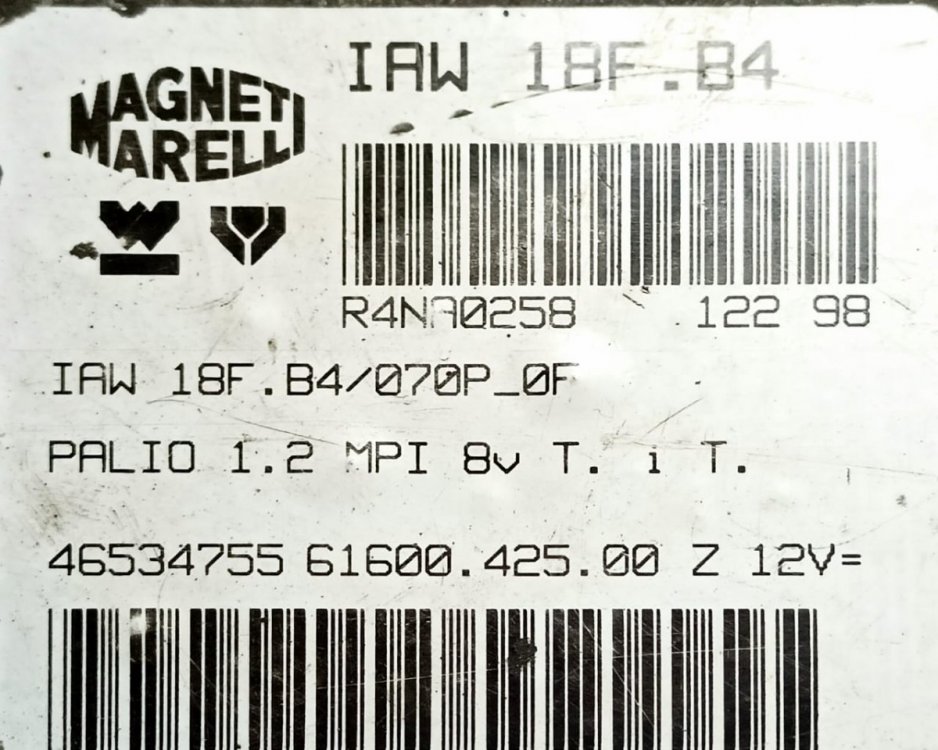 MAGNETI
MARELLI
IAW 18F.B4
R4NA0258 122 98
IAW 18F.B4/070P_0F
PALIO 1.2 MPI 8v T. i T.
46534755 61600.425.00 Z 12V=